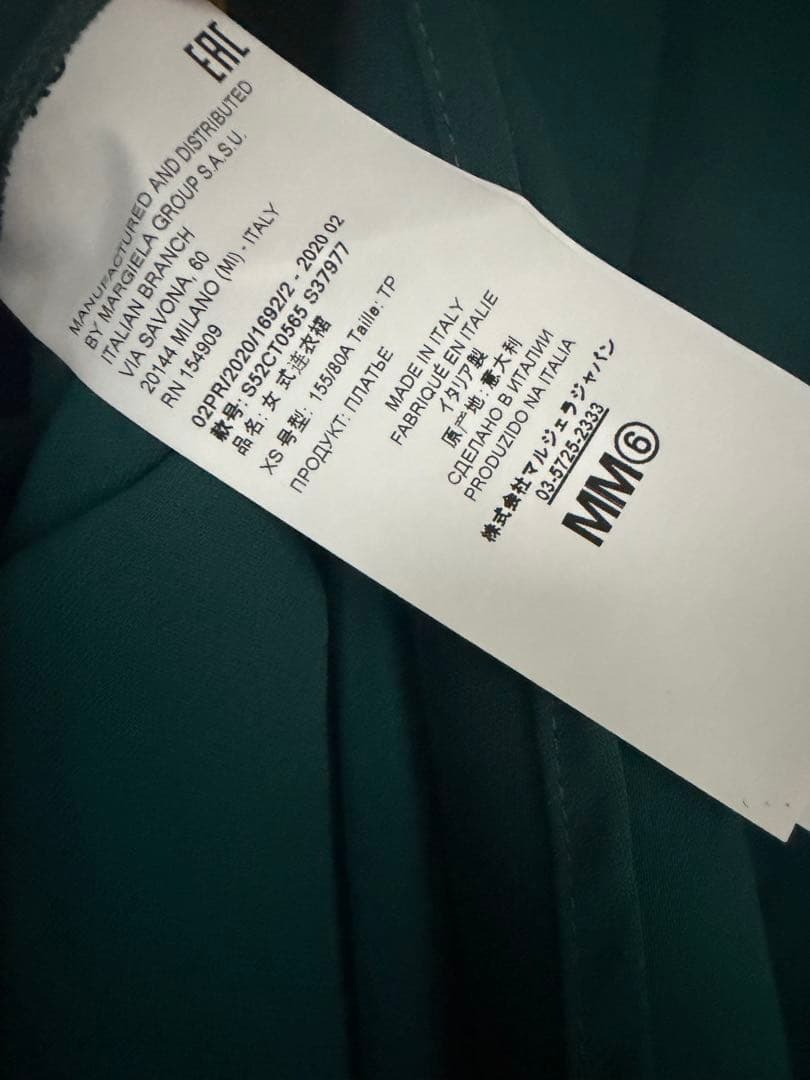 EAC
MANUFACTURED AND DISTRIBUTED
BY MARGIELA GROUP S.A.S.U.
ITALIAN BRANCH
VIA SAVONA, 60
20144 MILANO (MI) - ITALY
RN 154909
02PR/2020/1692/2 - 2020 02
款号: S52CT0565 S37977
品名: 女 式连衣裙
XS 号型: 155/80A Taille: TP
ПРОДУКТ: ПЛАТЬЕ
MADE IN ITALY
FABRIQUÉ EN ITALIE
イタリア製
原产地: 意大利
СДЕЛАНО В ИТАЛИИ
PRODUZIDO NA ITALIA
株式会社マルジェラジャパン
03-5725-2333
MM⑥